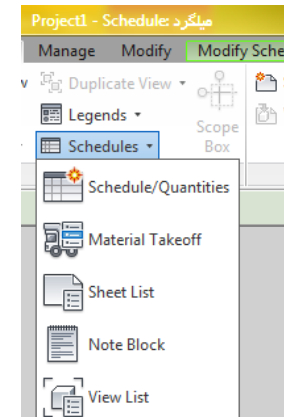 Project1 - Schedule: میلگرد
Manage Modify Modify Sche
Duplicate View
Legends
Scope Box
Schedules
Schedule/Quantities
Material Takeoff
Sheet List
Note Block
View List